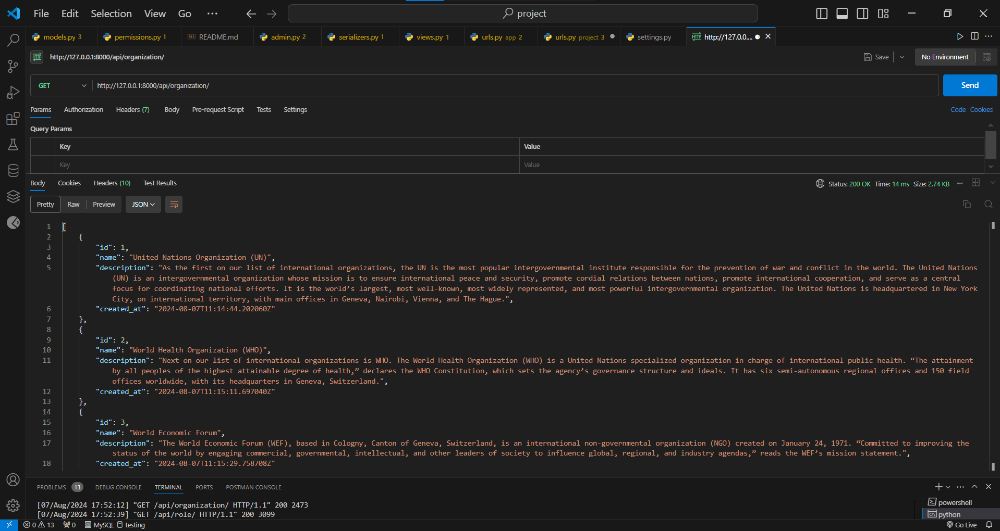 File Edit Selection View Go ··· project
models.py 3 permissions.py 1 README.md admin.py 2 serializers.py 1 views.py 1 urls.py app 2 urls.py project 3 settings.py http://127.0.0....
HTTP http://127.0.0.1:8000/api/organization/ Save No Environment
GET http://127.0.0.1:8000/api/organization/ Send
Params Authorization Headers (7) Body Pre-request Script Tests Settings Code Cookies
Query Params
Key Value
Key Value
Body Cookies Headers (10) Test Results Status: 200 OK Time: 14 ms Size: 2.74 KB
Pretty Raw Preview JSON
1 [
2 {
3 "id": 1,
4 "name": "United Nations Organization (UN)",
5 "description": "As the first on our list of international organizations, the UN is the most popular intergovernmental institute responsible for the prevention of war and conflict in the world. The United Nations
(UN) is an intergovernmental organization whose mission is to ensure international peace and security, promote cordial relations between nations, promote international cooperation, and serve as a central
focus for coordinating national efforts. It is the world’s largest, most well-known, most widely represented, and most powerful intergovernmental organization. The United Nations is headquartered in New York
City, on international territory, with main offices in Geneva, Nairobi, Vienna, and The Hague.",
6 "created_at": "2024-08-07T11:14:44.202060Z"
7 },
8 {
9 "id": 2,
10 "name": "World Health Organization (WHO)",
11 "description": "Next on our list of international organizations is WHO. The World Health Organization (WHO) is a United Nations specialized organization in charge of international public health. “The attainment
by all peoples of the highest attainable degree of health,” declares the WHO Constitution, which sets the agency’s governance structure and ideals. It has six semi-autonomous regional offices and 150 field
offices worldwide, with its headquarters in Geneva, Switzerland.",
12 "created_at": "2024-08-07T11:15:11.697040Z"
13 },
14 {
15 "id": 3,
16 "name": "World Economic Forum",
17 "description": "The World Economic Forum (WEF), based in Cologny, Canton of Geneva, Switzerland, is an international non-governmental organization (NGO) created on January 24, 1971. “Committed to improving the
status of the world by engaging commercial, governmental, intellectual, and other leaders of society to influence global, regional, and industry agendas,” reads the WEF’s mission statement.",
18 "created_at": "2024-08-07T11:15:29.758708Z"
PROBLEMS 13 DEBUG CONSOLE TERMINAL PORTS POSTMAN CONSOLE
[07/Aug/2024 17:52:12] "GET /api/organization/ HTTP/1.1" 200 2473
[07/Aug/2024 17:52:39] "GET /api/role/ HTTP/1.1" 200 3099
powershell
python
0 13 0 MySQL testing Go Live